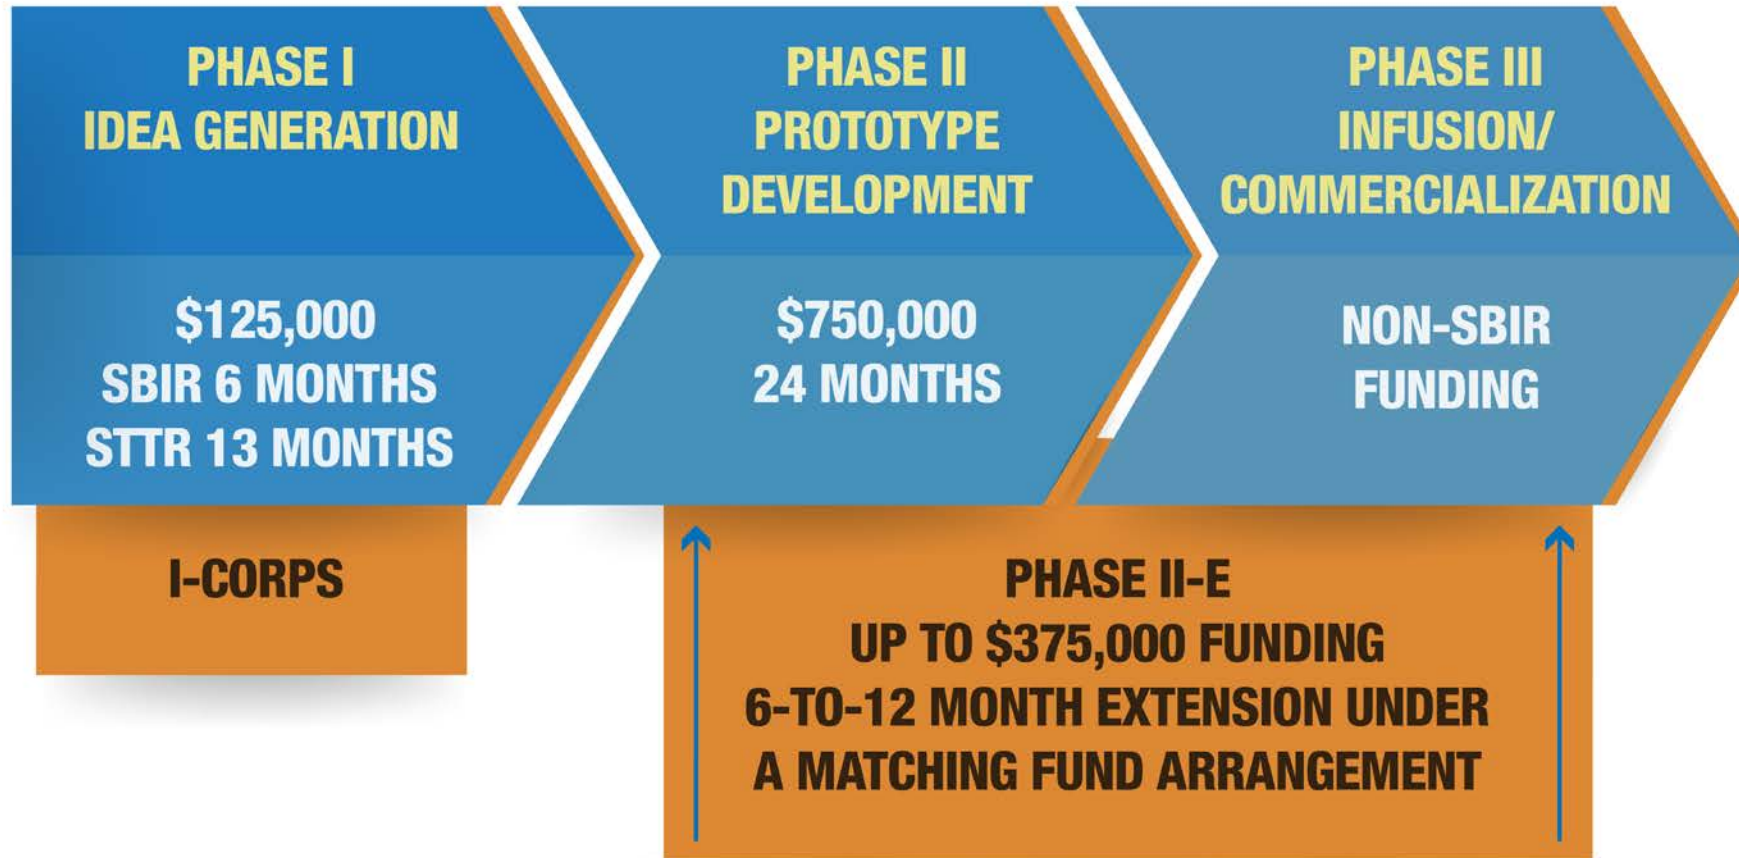 PHASE I
IDEA GENERATION
$125,000
SBIR 6 MONTHS
STTR 13 MONTHS
I-CORPS
PHASE II
PROTOTYPE
DEVELOPMENT
$750,000
24 MONTHS
PHASE III
INFUSION/
COMMERCIALIZATION
NON-SBIR
FUNDING
PHASE II-E
UP TO $375,000 FUNDING
6-TO-12 MONTH EXTENSION UNDER
A MATCHING FUND ARRANGEMENT